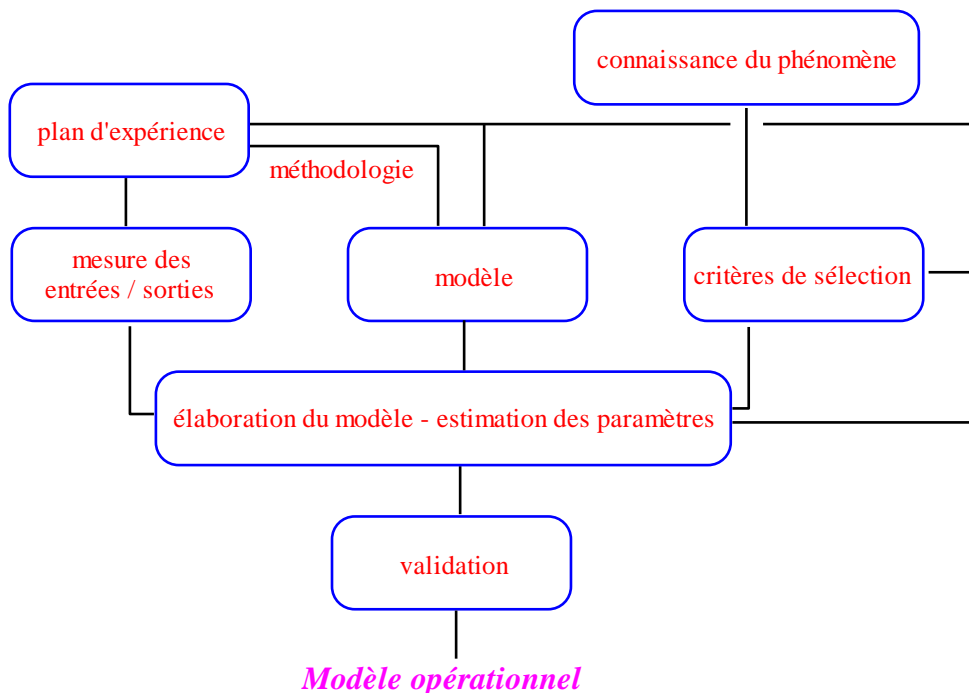 connaissance du phénomène
plan d'expérience
méthodologie
mesure des
entrées / sorties
modèle
critères de sélection
élaboration du modèle - estimation des paramètres
validation
Modèle opérationnel